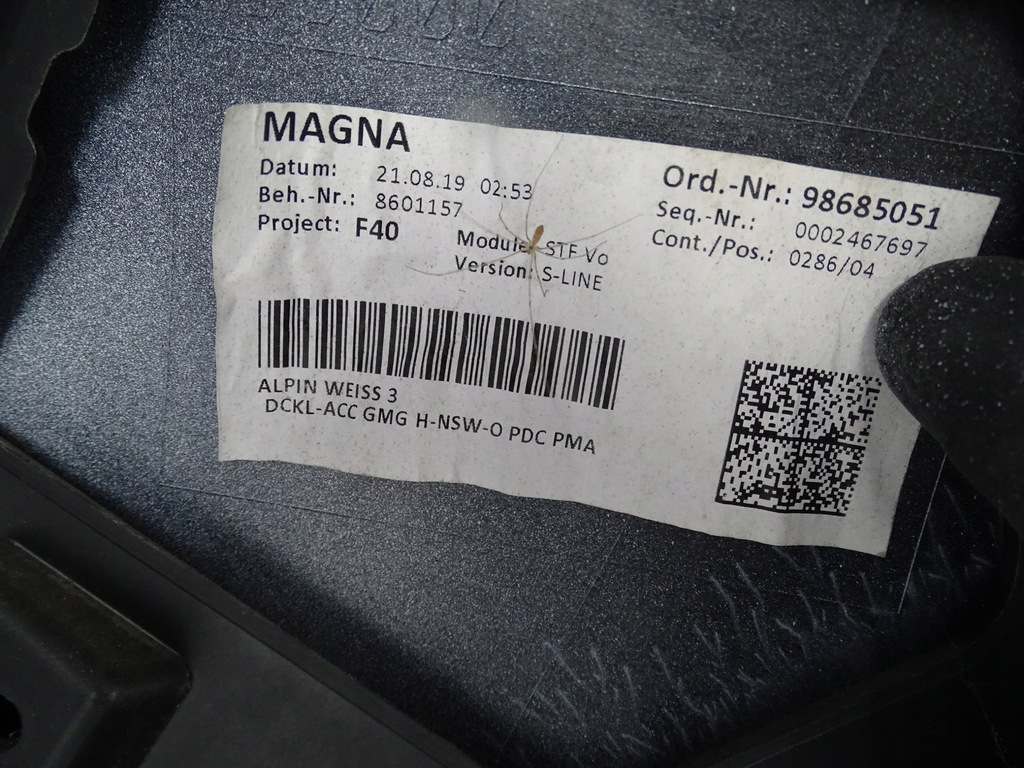 MAGNA
Datum: 21.08.19 02:53
Beh.-Nr.: 8601157
Project: F40
Module: STF Vo
Version: S-LINE
Ord.-Nr.: 98685051
Seq.-Nr.: 0002467697
Cont./Pos.: 0286/04
ALPIN WEISS 3
DCKL-ACC GMG H-NSW-O PDC PMA